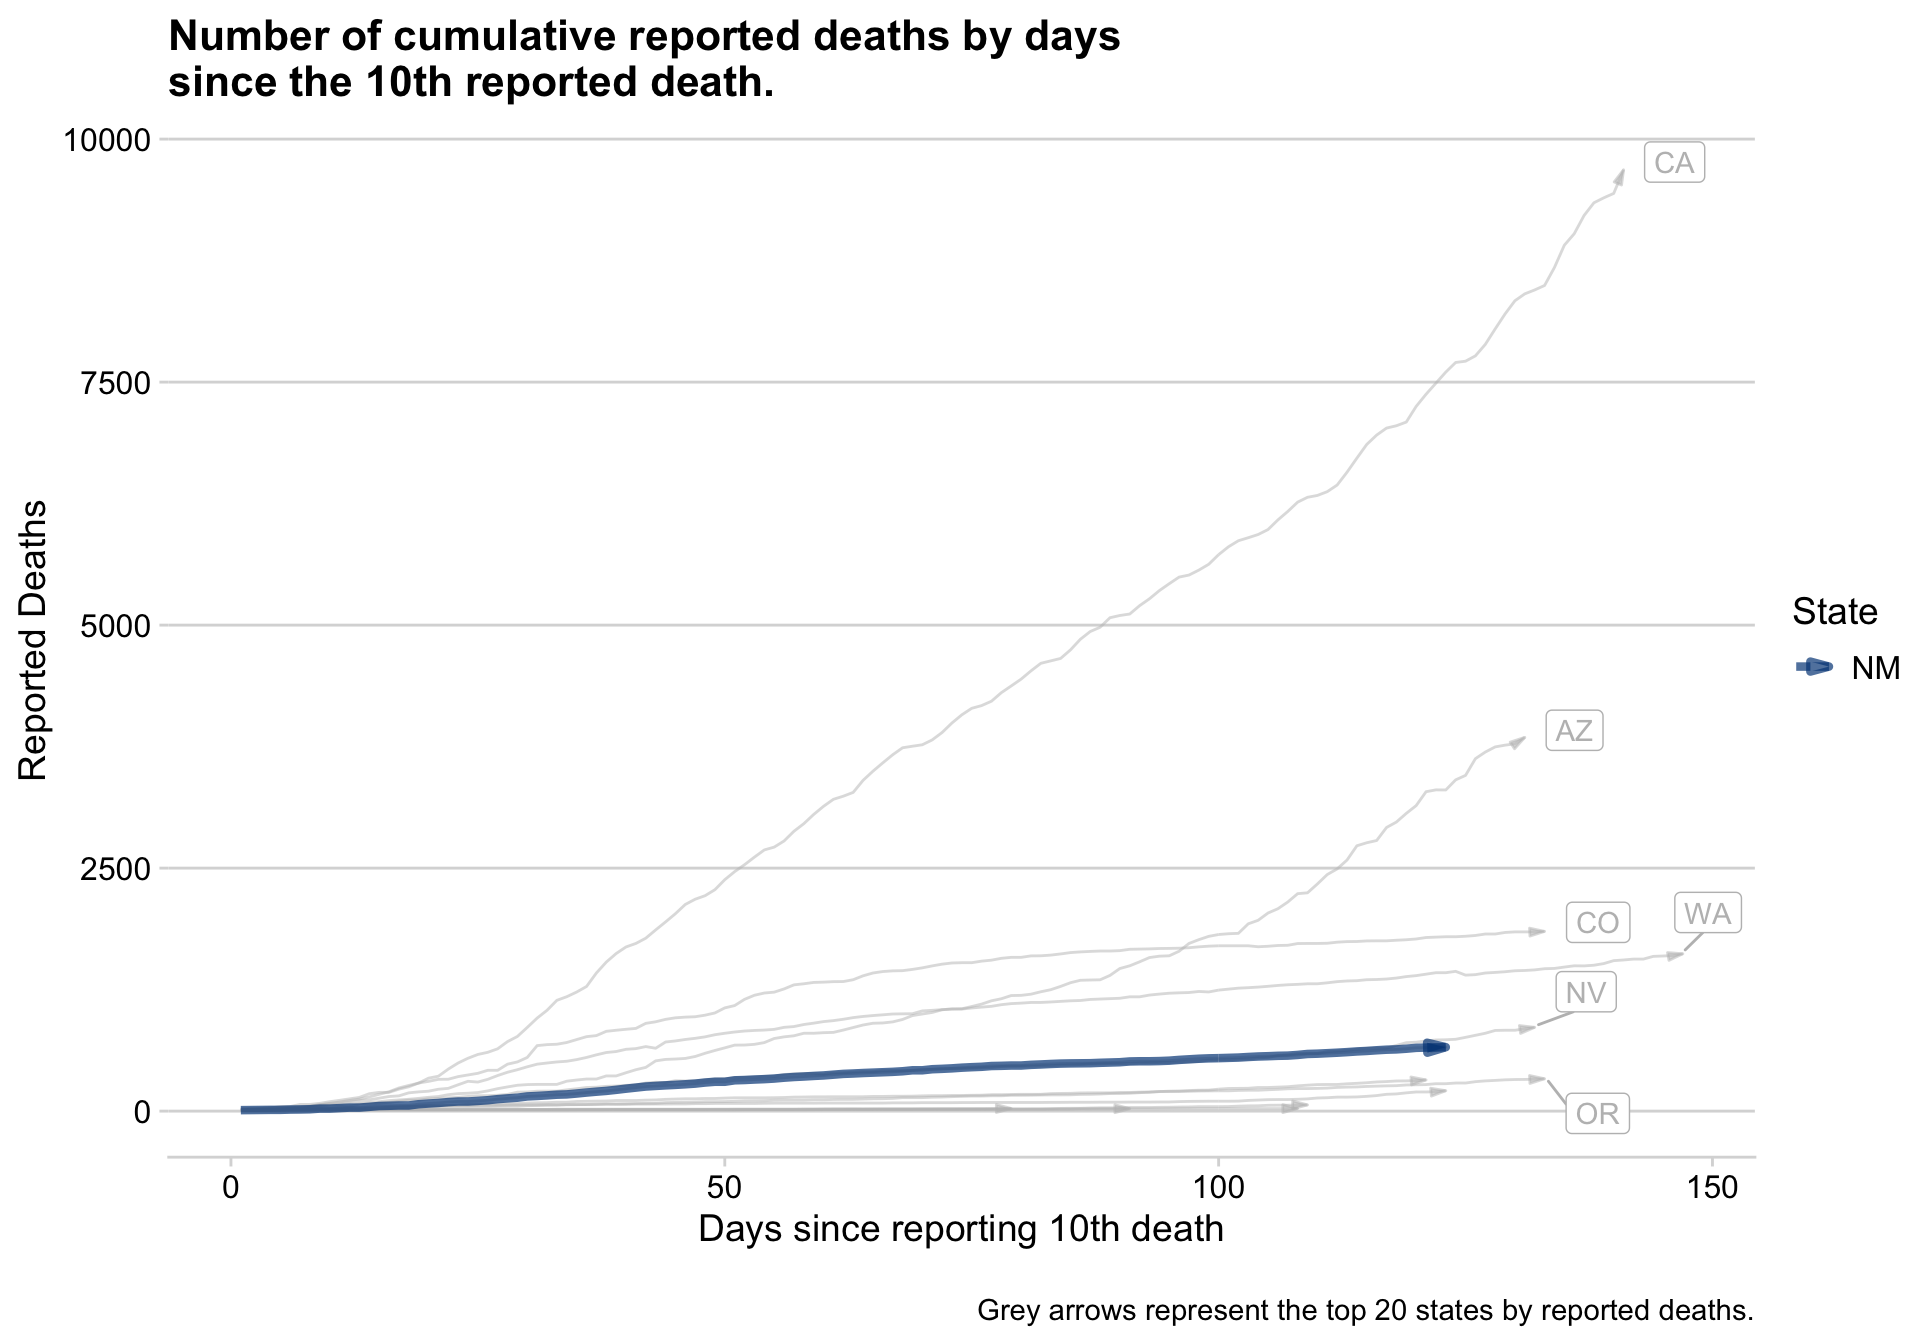 Number of cumulative reported deaths by days
since the 10th reported death.
10000
7500
5000
2500
0
Reported Deaths
CA
AZ
CO
WA
NV
OR
State
NM
0
50
100
150
Days since reporting 10th death
Grey arrows represent the top 20 states by reported deaths.